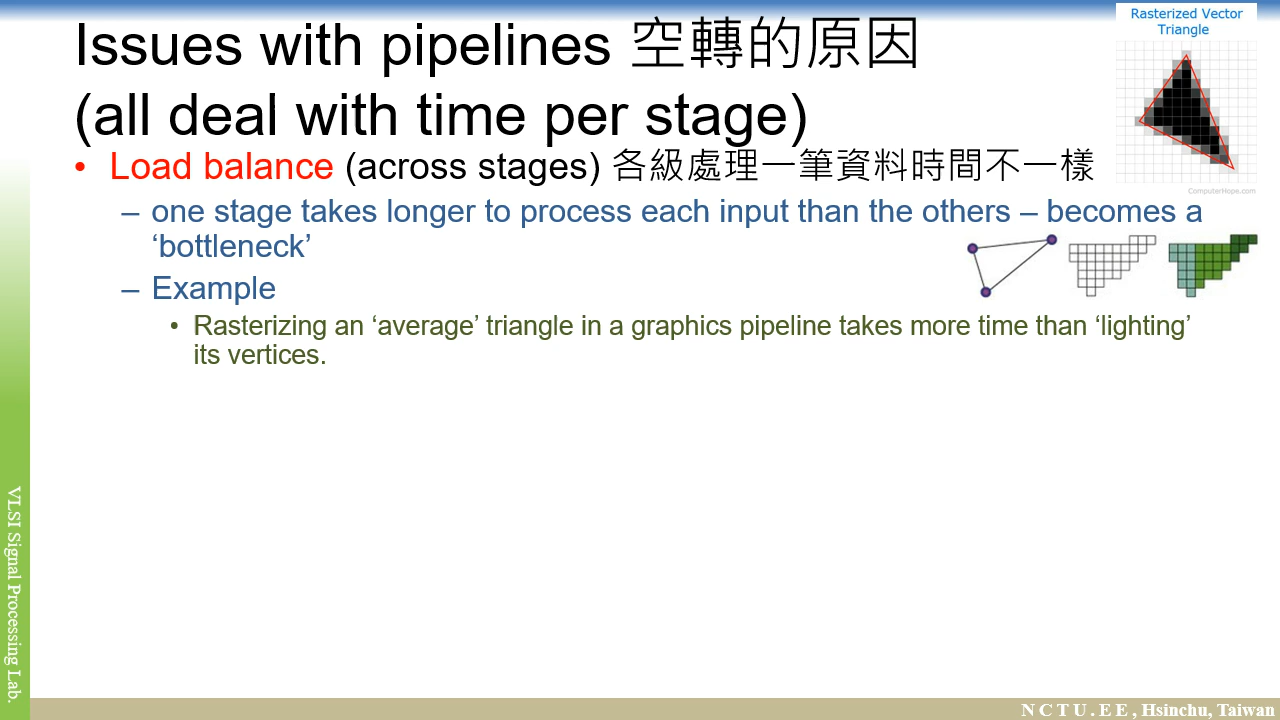 Issues with pipelines 空轉的原因
(all deal with time per stage)
Rasterized Vector
Triangle
ComputerHope.com
• Load balance (across stages) 各級處理一筆資料時間不一樣
– one stage takes longer to process each input than the others – becomes a
‘bottleneck’
– Example
• Rasterizing an ‘average’ triangle in a graphics pipeline takes more time than ‘lighting’
its vertices.
VLSI Signal Processing Lab.
N C T U . E E , Hsinchu, Taiwan